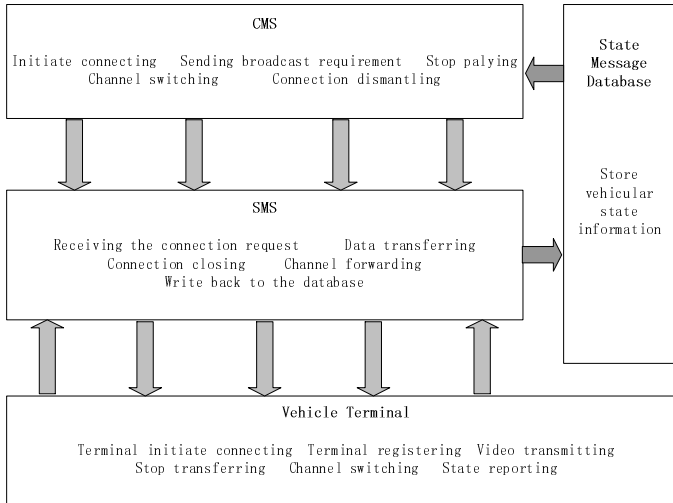 CMS
Initiate connecting Sending broadcast requirement Stop palying
Channel switching Connection dismantling
State
Message
Database
Store
vehicular
state
information
SMS
Receiving the connection request Data transferring
Connection closing Channel forwarding
Write back to the database
Vehicle Terminal
Terminal initiate connecting Terminal registering Video transmitting
Stop transferring Channel switching State reporting